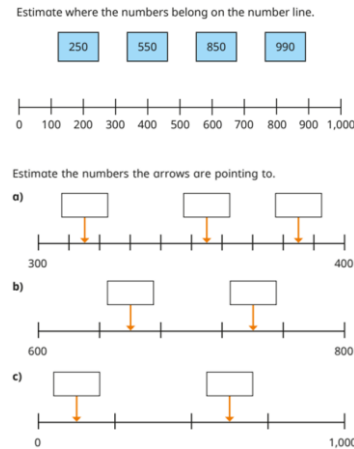 Estimate where the numbers belong on the number line.
250 550 850 990
0 100 200 300 400 500 600 700 800 900 1,000
Estimate the numbers the arrows are pointing to.
a)
300 400
b)
600 800
c)
0 1,000